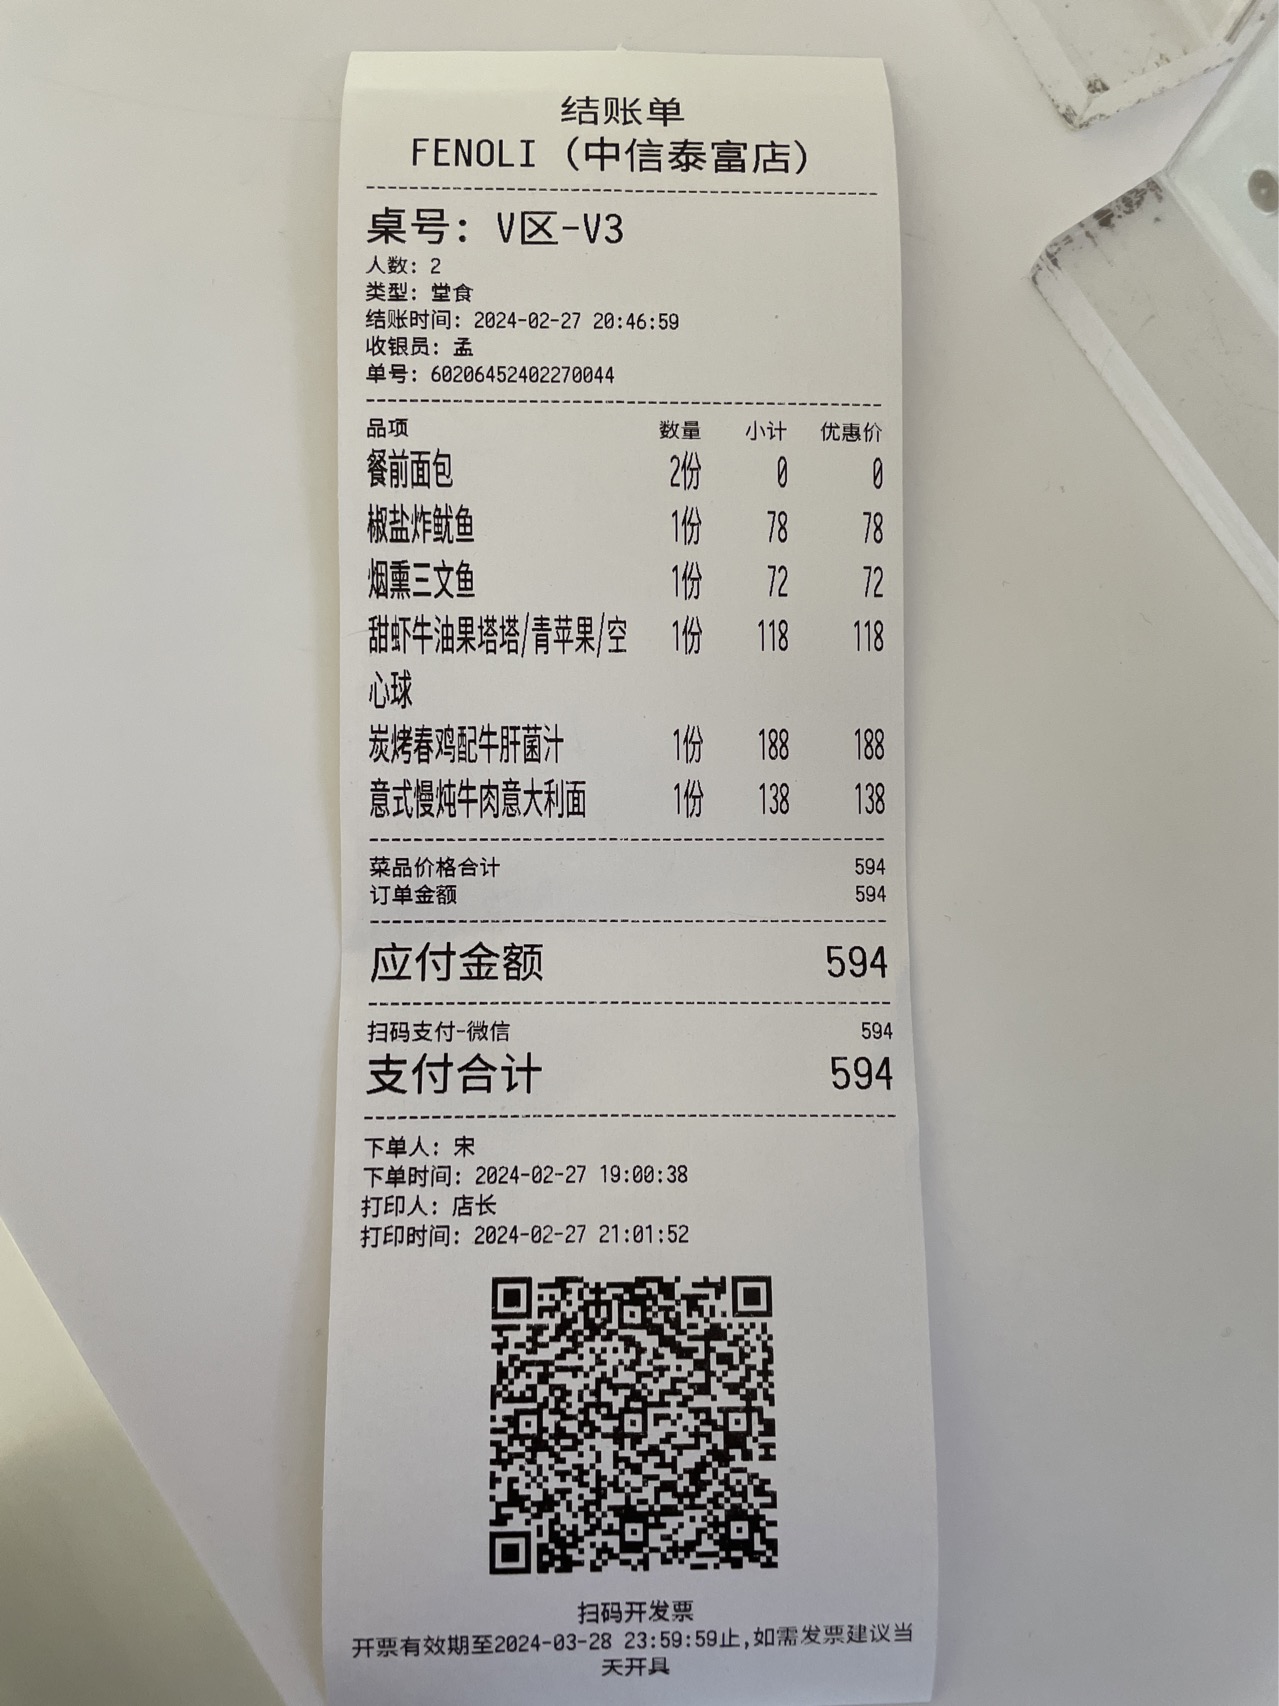 结账单
FENOLI（中信泰富店）
桌号：V区-V3
人数：2
类型：堂食
结账时间：2024-02-27 20:46:59
收银员：孟
单号：60206452402270044
品项 数量 小计 优惠价
餐前面包 2份 0 0
椒盐炸鱿鱼 1份 78 78
烟熏三文鱼 1份 72 72
甜虾牛油果塔塔/青苹果/空 1份 118 118
心球
炭烤春鸡配牛肝菌汁 1份 188 188
意式慢炖牛肉意大利面 1份 138 138
菜品价格合计 594
订单金额 594
应付金额 594
扫码支付-微信 594
支付合计 594
下单人：宋
下单时间：2024-02-27 19:00:38
打印人：店长
打印时间：2024-02-27 21:01:52
扫码开发票
开票有效期至2024-03-28 23:59:59止,如需发票建议当
天开具